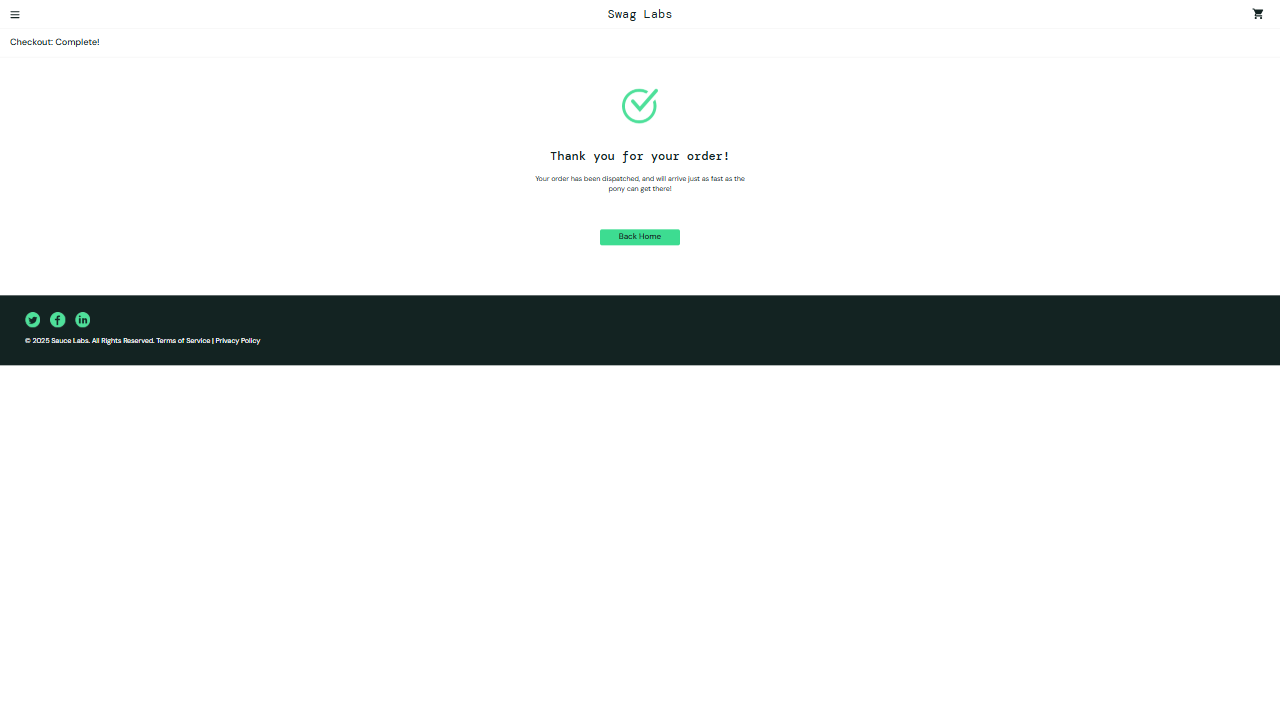 Swag Labs
Checkout: Complete!
Thank you for your order!
Your order has been dispatched, and will arrive just as fast as the
pony can get there!
Back Home
© 2025 Sauce Labs. All Rights Reserved. Terms of Service | Privacy Policy